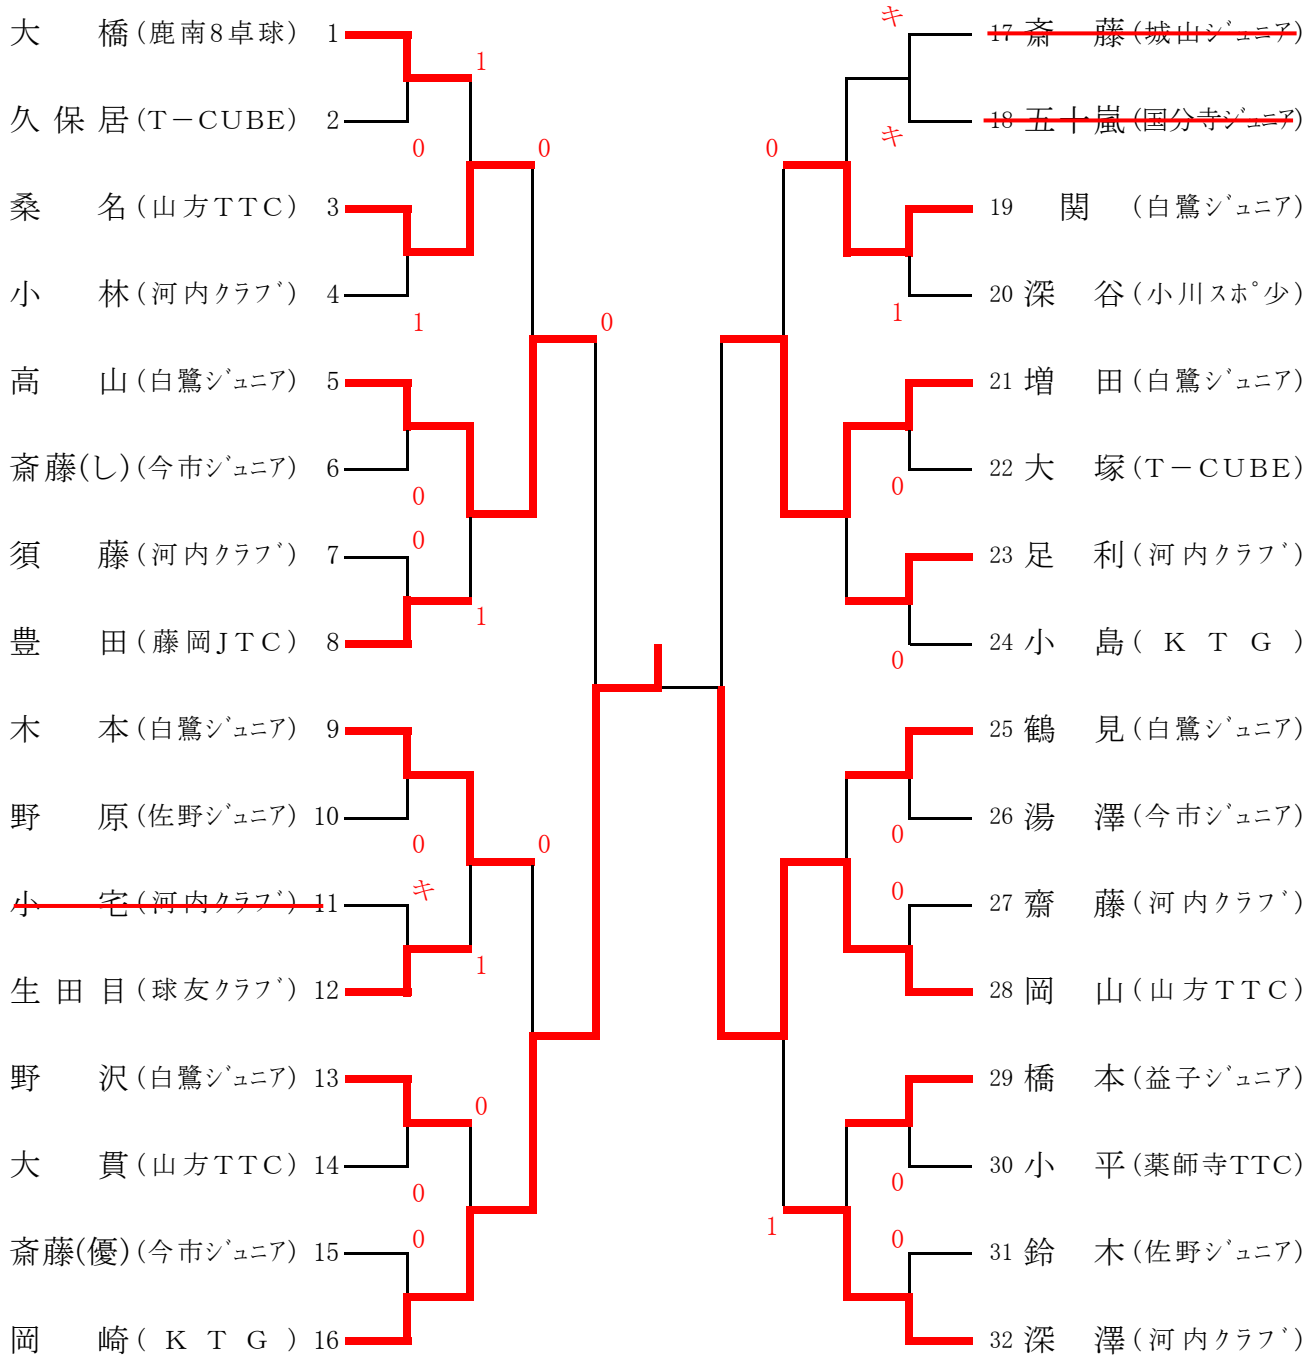 大橋(鹿南8卓球) 1
久保居(T-CUBE) 2
桑名(山方TTC) 3
小林(河内クラブ) 4
高山(白鷺ジュニア) 5
斎藤(し)(今市ジュニア) 6
須藤(河内クラブ) 7
豊田(藤岡JTC) 8
木本(白鷺ジュニア) 9
野原(佐野ジュニア) 10
小宅(河内クラブ) 11
生田目(球友クラブ) 12
野沢(白鷺ジュニア) 13
大貫(山方TTC) 14
斎藤(優)(今市ジュニア) 15
岡崎(KTG) 16
1
0
0
1
0
0
0
1
0
0
キ
1
0
0
0
キ
キ
0
1
0
0
0
0
0
1
0
17 斎藤(城山ジュニア)
18 五十嵐(国分寺ジュニア)
19 関(白鷺ジュニア)
20 深谷(小川スポ少)
21 増田(白鷺ジュニア)
22 大塚(T-CUBE)
23 足利(河内クラブ)
24 小島(KTG)
25 鶴見(白鷺ジュニア)
26 湯澤(今市ジュニア)
27 齋藤(河内クラブ)
28 岡山(山方TTC)
29 橋本(益子ジュニア)
30 小平(薬師寺TTC)
31 鈴木(佐野ジュニア)
32 深澤(河内クラブ)